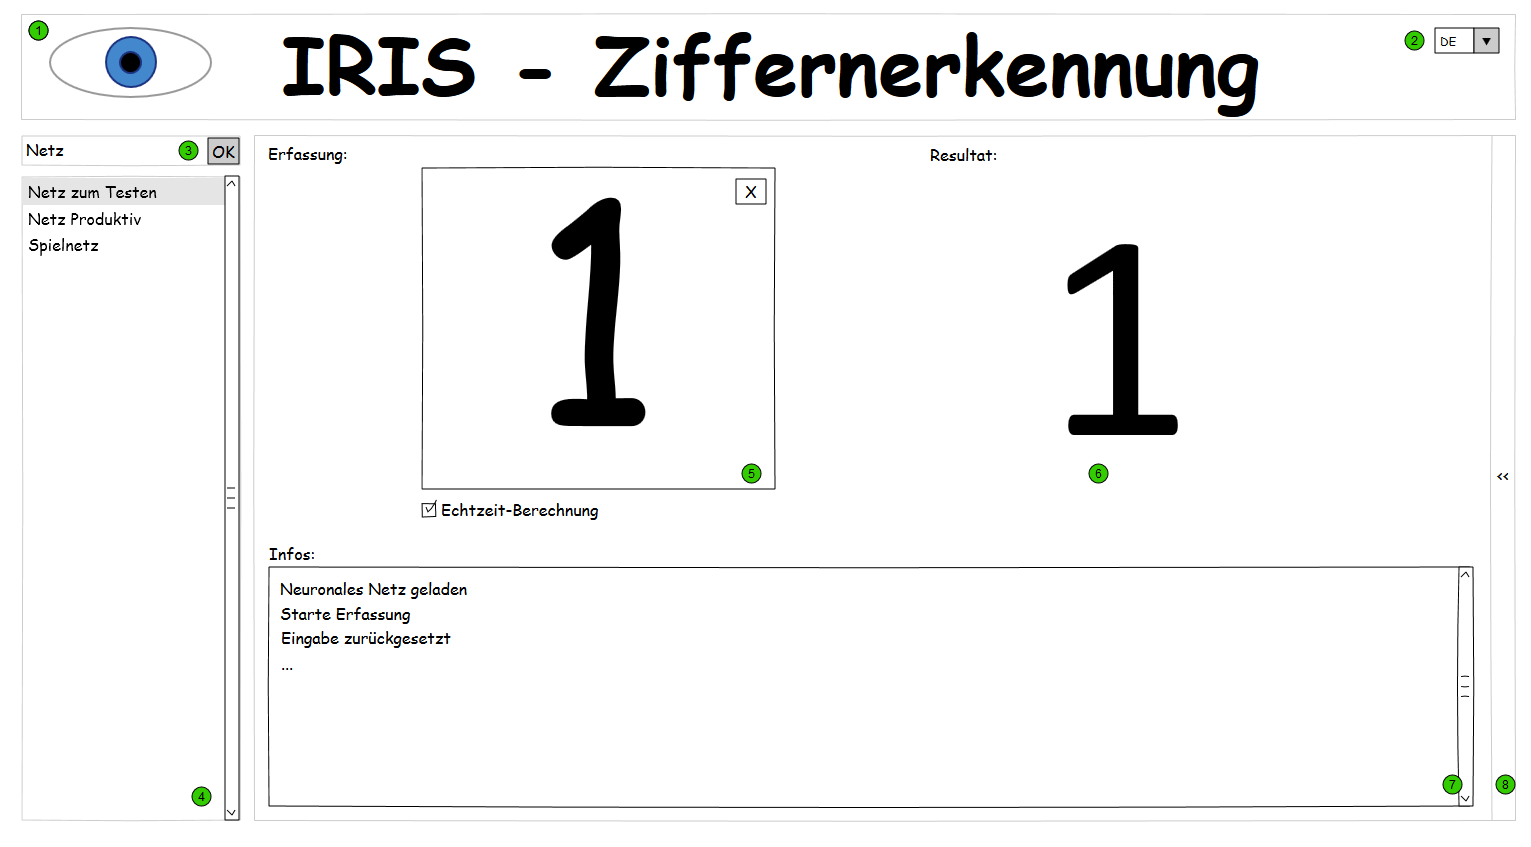 1
IRIS - Ziffernerkennung
2
DE
Netz
3
OK
Netz zum Testen
Netz Produktiv
Spielnetz
4
Erfassung:
X
1
5
Echtzeit-Berechnung
Resultat:
1
6
Infos:
Neuronales Netz geladen
Starte Erfassung
Eingabe zurückgesetzt
...
7
<<
8